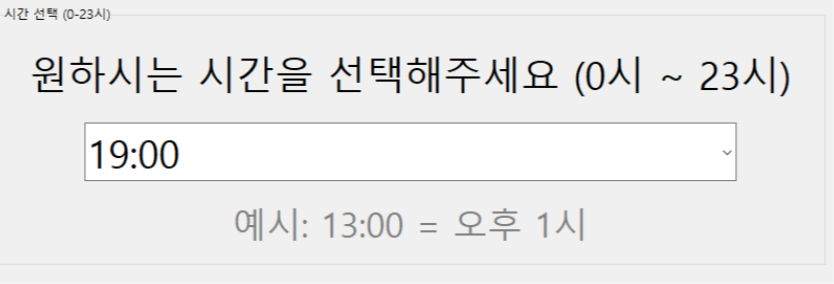 시간 선택 (0-23시)
원하시는 시간을 선택해주세요 (0시 ~ 23시)
19:00
예시: 13:00 = 오후 1시